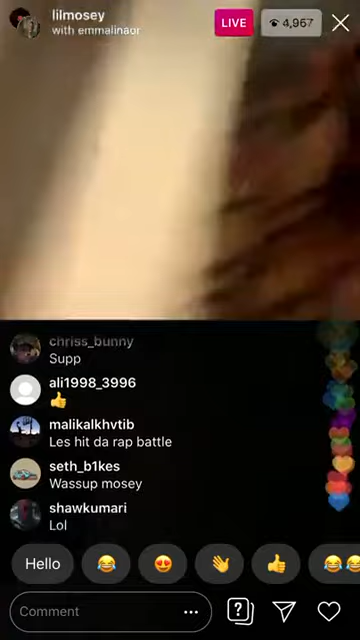 lilmosey
with emmalinaor
LIVE
4,967
chriss_bunny
Supp
ali1998_3996
malikalkhvtib
Les hit da rap battle
seth_b1kes
Wassup mosey
shawkumari
Lol
Hello
Comment